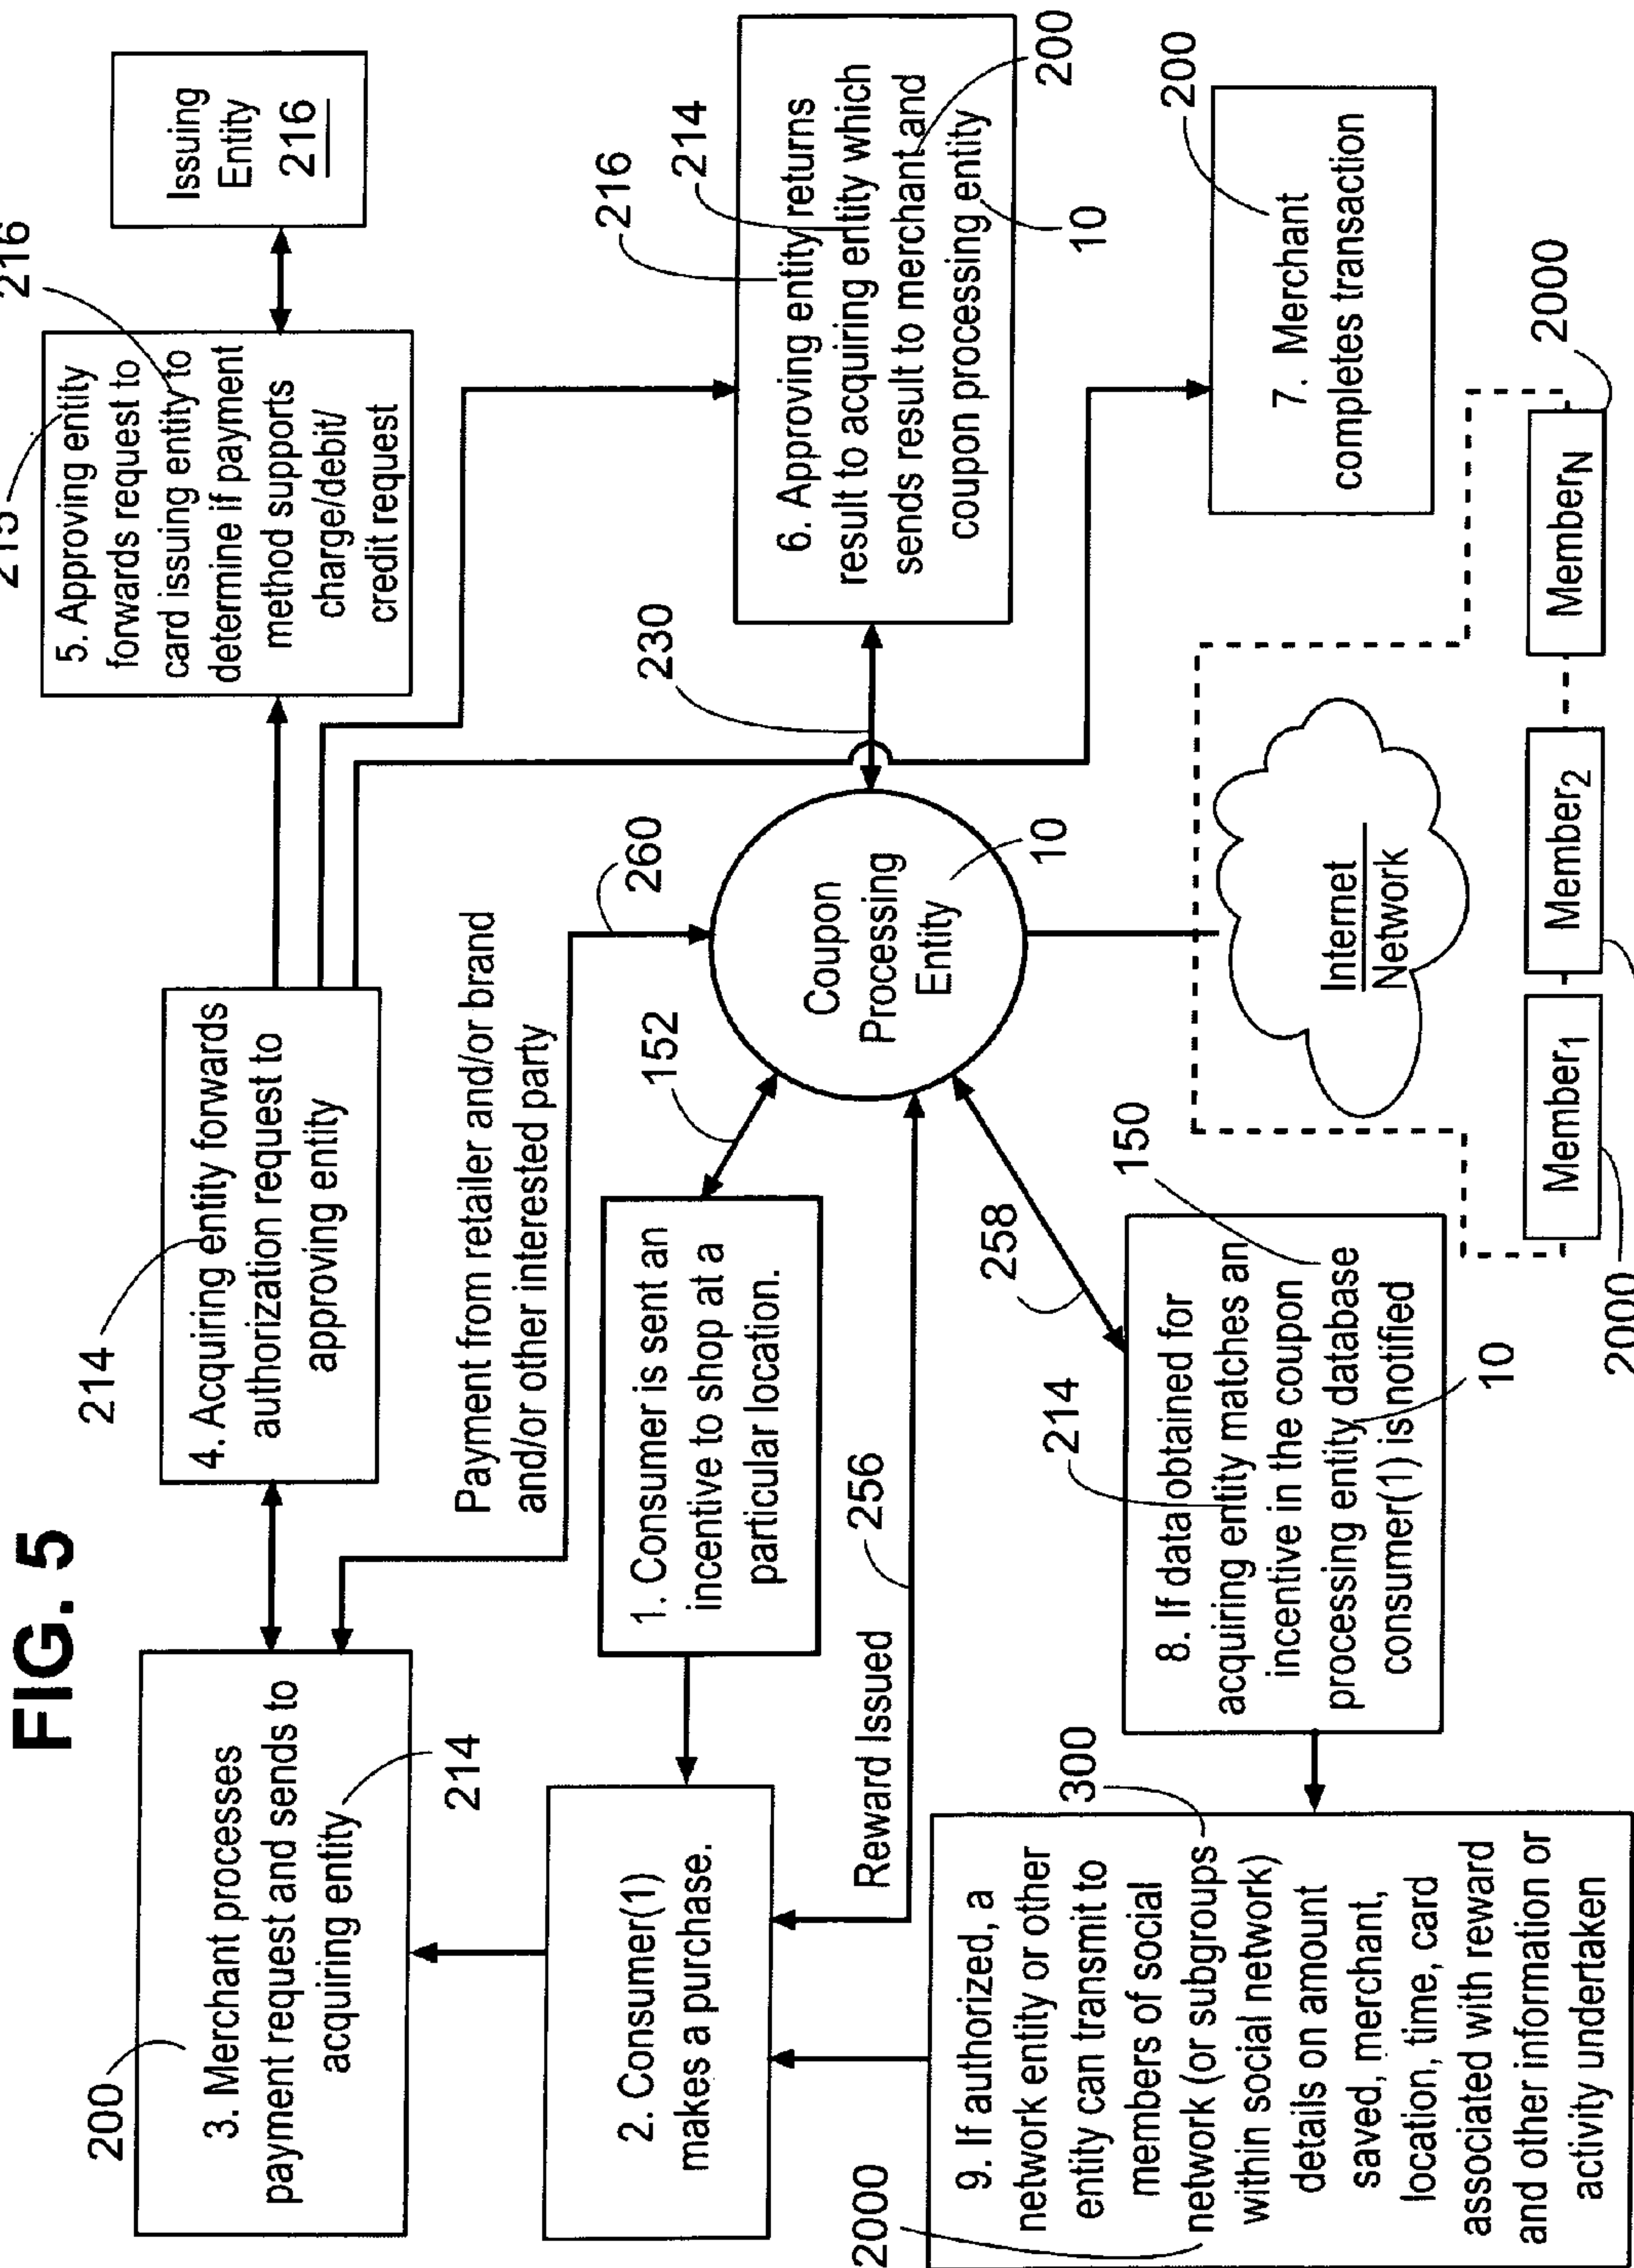 FIG. 5
200
3. Merchant processes
payment request and sends to
acquiring entity
214
214
4. Acquiring entity forwards
authorization request to
approving entity
5. Approving entity
forwards request to
card issuing entity to
determine if payment
method supports
charge/debit/
credit request
216
Issuing
Entity
216
Payment from retailer and/or brand
and/or other interested party
260
2. Consumer(1)
makes a purchase.
1. Consumer is sent an
incentive to shop at a
particular location.
152
Coupon
Processing
Entity
10
230
216
214
6. Approving entity returns
result to acquiring entity which
sends result to merchant and
coupon processing entity
200
10
Reward Issued
256
258
200
7. Merchant
completes transaction
2000
300
9. If authorized, a
network entity or other
entity can transmit to
members of social
network (or subgroups
within social network)
details on amount
saved, merchant,
location, time, card
associated with reward
and other information or
activity undertaken
214
150
8. If data obtained for
acquiring entity matches an
incentive in the coupon
processing entity database
consumer(1) is notified
10
Internet
Network
Member1
Member2
MemberN
2000
2000